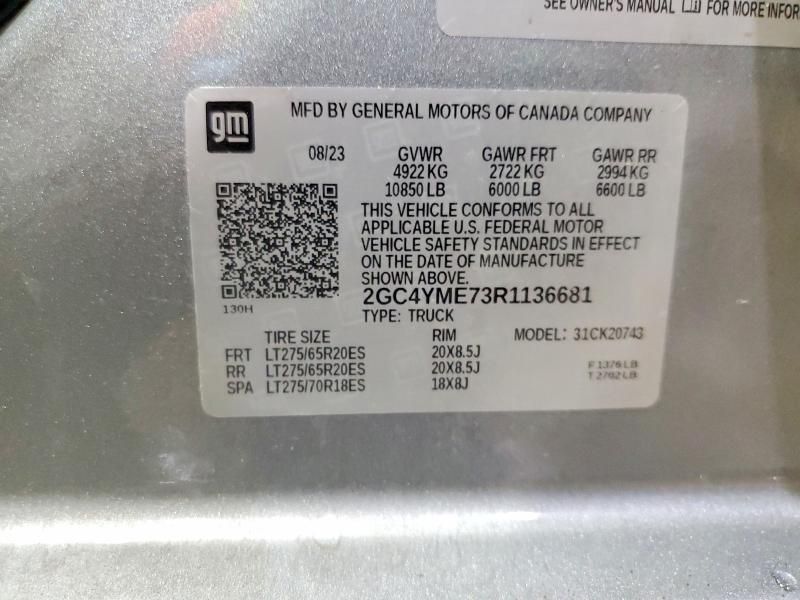 SEE OWNER'S MANUAL FOR MORE INFOR
gm
MFD BY GENERAL MOTORS OF CANADA COMPANY
08/23 GVWR GAWR FRT GAWR RR
4922 KG 2722 KG 2994 KG
10850 LB 6000 LB 6600 LB
THIS VEHICLE CONFORMS TO ALL
APPLICABLE U.S. FEDERAL MOTOR
VEHICLE SAFETY STANDARDS IN EFFECT
ON THE DATE OF MANUFACTURE
SHOWN ABOVE.
2GC4YME73R1136681
130H
TYPE: TRUCK
TIRE SIZE RIM MODEL: 31CK20743
FRT LT275/65R20ES 20X8.5J
RR LT275/65R20ES 20X8.5J
SPA LT275/70R18ES 18X8J
F 1376 LB
T 2702 LB